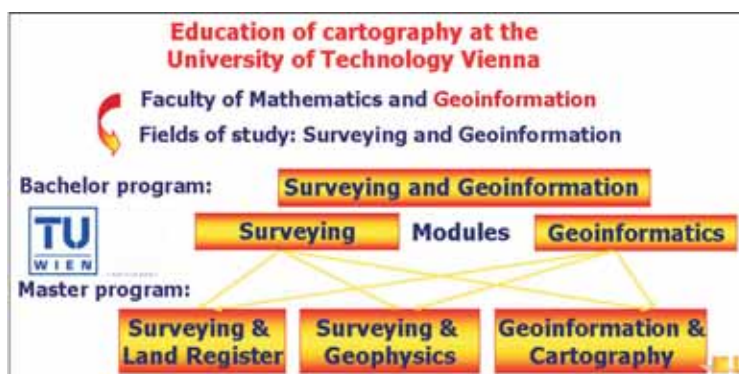 Education of cartography at the
University of Technology Vienna
Faculty of Mathematics and Geoinformation
Fields of study: Surveying and Geoinformation
Bachelor program:
Surveying and Geoinformation
Surveying
Modules
Geoinformatics
TU
WIEN
Master program:
Surveying &
Land Register
Surveying &
Geophysics
Geoinformation &
Cartography